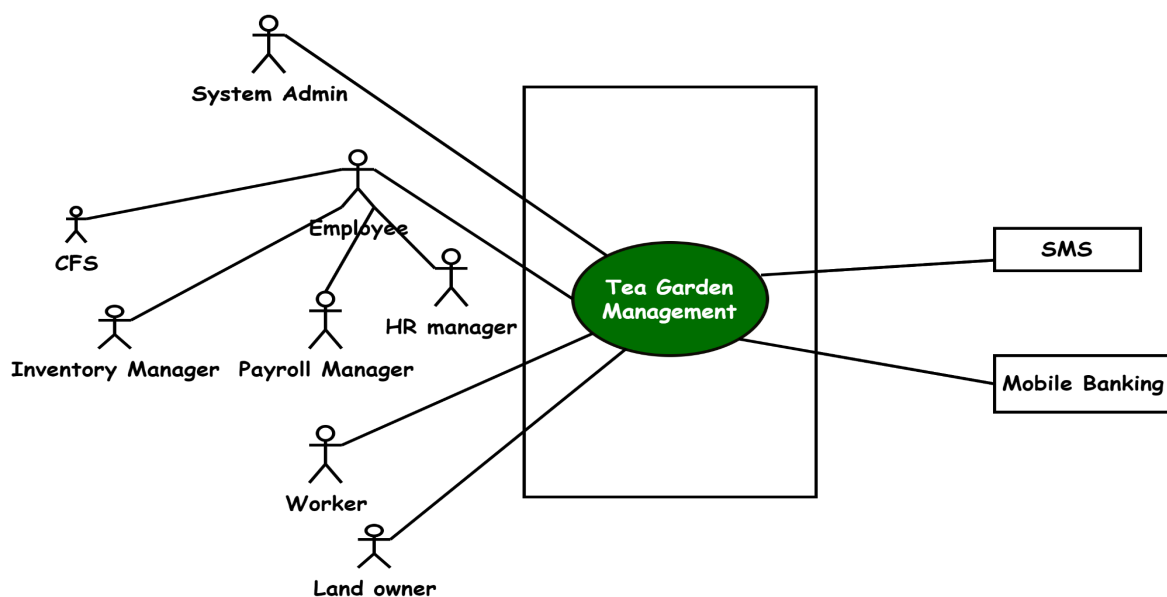 System Admin
Employee
CFS
HR manager
Inventory Manager
Payroll Manager
Worker
Land owner
Tea Garden
Management
SMS
Mobile Banking